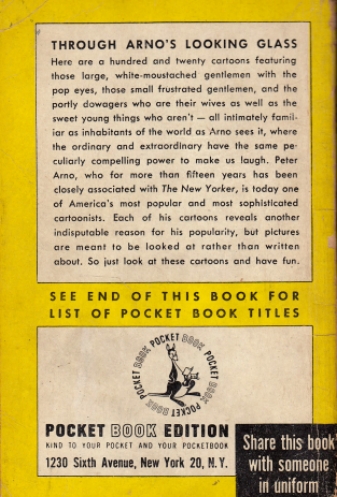 THROUGH ARNO'S LOOKING GLASS
Here are a hundred and twenty cartoons featuring
those large, white-moustached gentlemen with the
pop eyes, those small frustrated gentlemen, and the
portly dowagers who are their wives as well as the
sweet young things who aren't — all intimately famil-
iar as inhabitants of the world as Arno sees it, where
the ordinary and extraordinary have the same pe-
culiarly compelling power to make us laugh. Peter
Arno, who for more than fifteen years has been
closely associated with The New Yorker, is today one
of America's most popular and most sophisticated
cartoonists. Each of his cartoons reveals another
indisputable reason for his popularity, but pictures
are meant to be looked at rather than written
about. So just look at these cartoons and have fun.
SEE END OF THIS BOOK FOR
LIST OF POCKET BOOK TITLES
POCKET BOOK POCKET BOOK POCKET BOOK POCKET BOOK
POCKET BOOK EDITION
KIND TO YOUR POCKET AND YOUR POCKETBOOK
1230 Sixth Avenue, New York 20, N.Y.
Share this book
with someone
in uniform